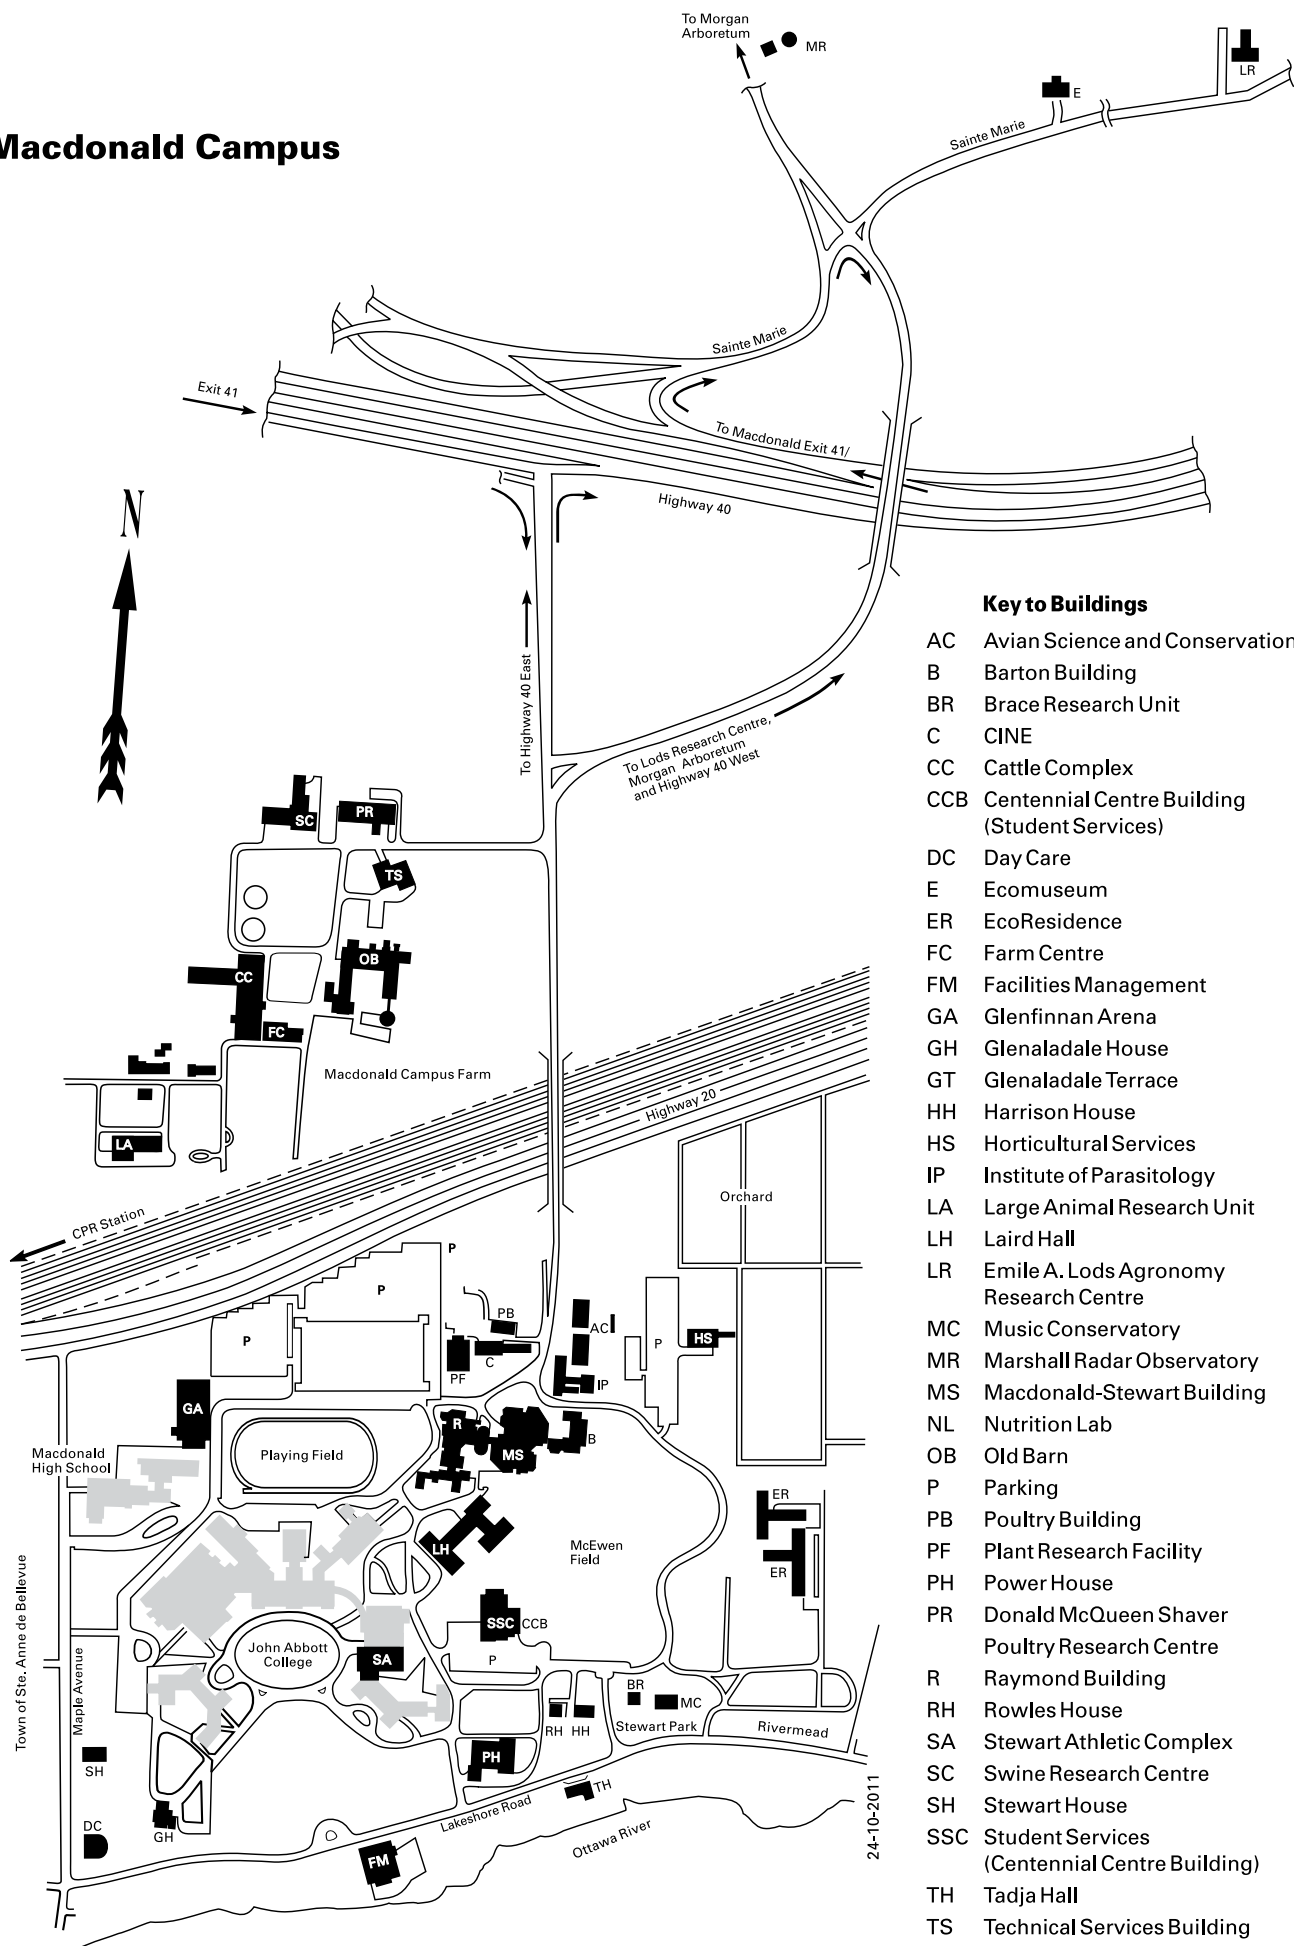 To Morgan
Arboretum
MR
LR
E
Sainte Marie
Macdonald Campus
Sainte Marie
Exit 41
To Macdonald Exit 41/
Highway 40
N
To Highway 40 East
To Lods Research Centre,
Morgan Arboretum
and Highway 40 West
SC
PR
TS
OB
CC
FC
Macdonald Campus Farm
LA
Highway 20
CPR Station
Orchard
P
P
P
PB
AC
P
HS
C
PF
IP
GA
R
MS
B
Macdonald
High School
Playing Field
ER
LH
McEwen
Field
ER
Town of Ste. Anne de Bellevue
SSC
CCB
John Abbott
College
SA
P
Maple Avenue
BR
MC
RH
HH
Stewart Park
Rivermead
SH
PH
TH
Lakeshore Road
DC
GH
FM
Ottawa River
24-10-2011
Key to Buildings
AC Avian Science and Conservation
B Barton Building
BR Brace Research Unit
C CINE
CC Cattle Complex
CCB Centennial Centre Building
(Student Services)
DC Day Care
E Ecomuseum
ER EcoResidence
FC Farm Centre
FM Facilities Management
GA Glenfinnan Arena
GH Glenaladale House
GT Glenaladale Terrace
HH Harrison House
HS Horticultural Services
IP Institute of Parasitology
LA Large Animal Research Unit
LH Laird Hall
LR Emile A. Lods Agronomy
Research Centre
MC Music Conservatory
MR Marshall Radar Observatory
MS Macdonald-Stewart Building
NL Nutrition Lab
OB Old Barn
P Parking
PB Poultry Building
PF Plant Research Facility
PH Power House
PR Donald McQueen Shaver
Poultry Research Centre
R Raymond Building
RH Rowles House
SA Stewart Athletic Complex
SC Swine Research Centre
SH Stewart House
SSC Student Services
(Centennial Centre Building)
TH Tadja Hall
TS Technical Services Building